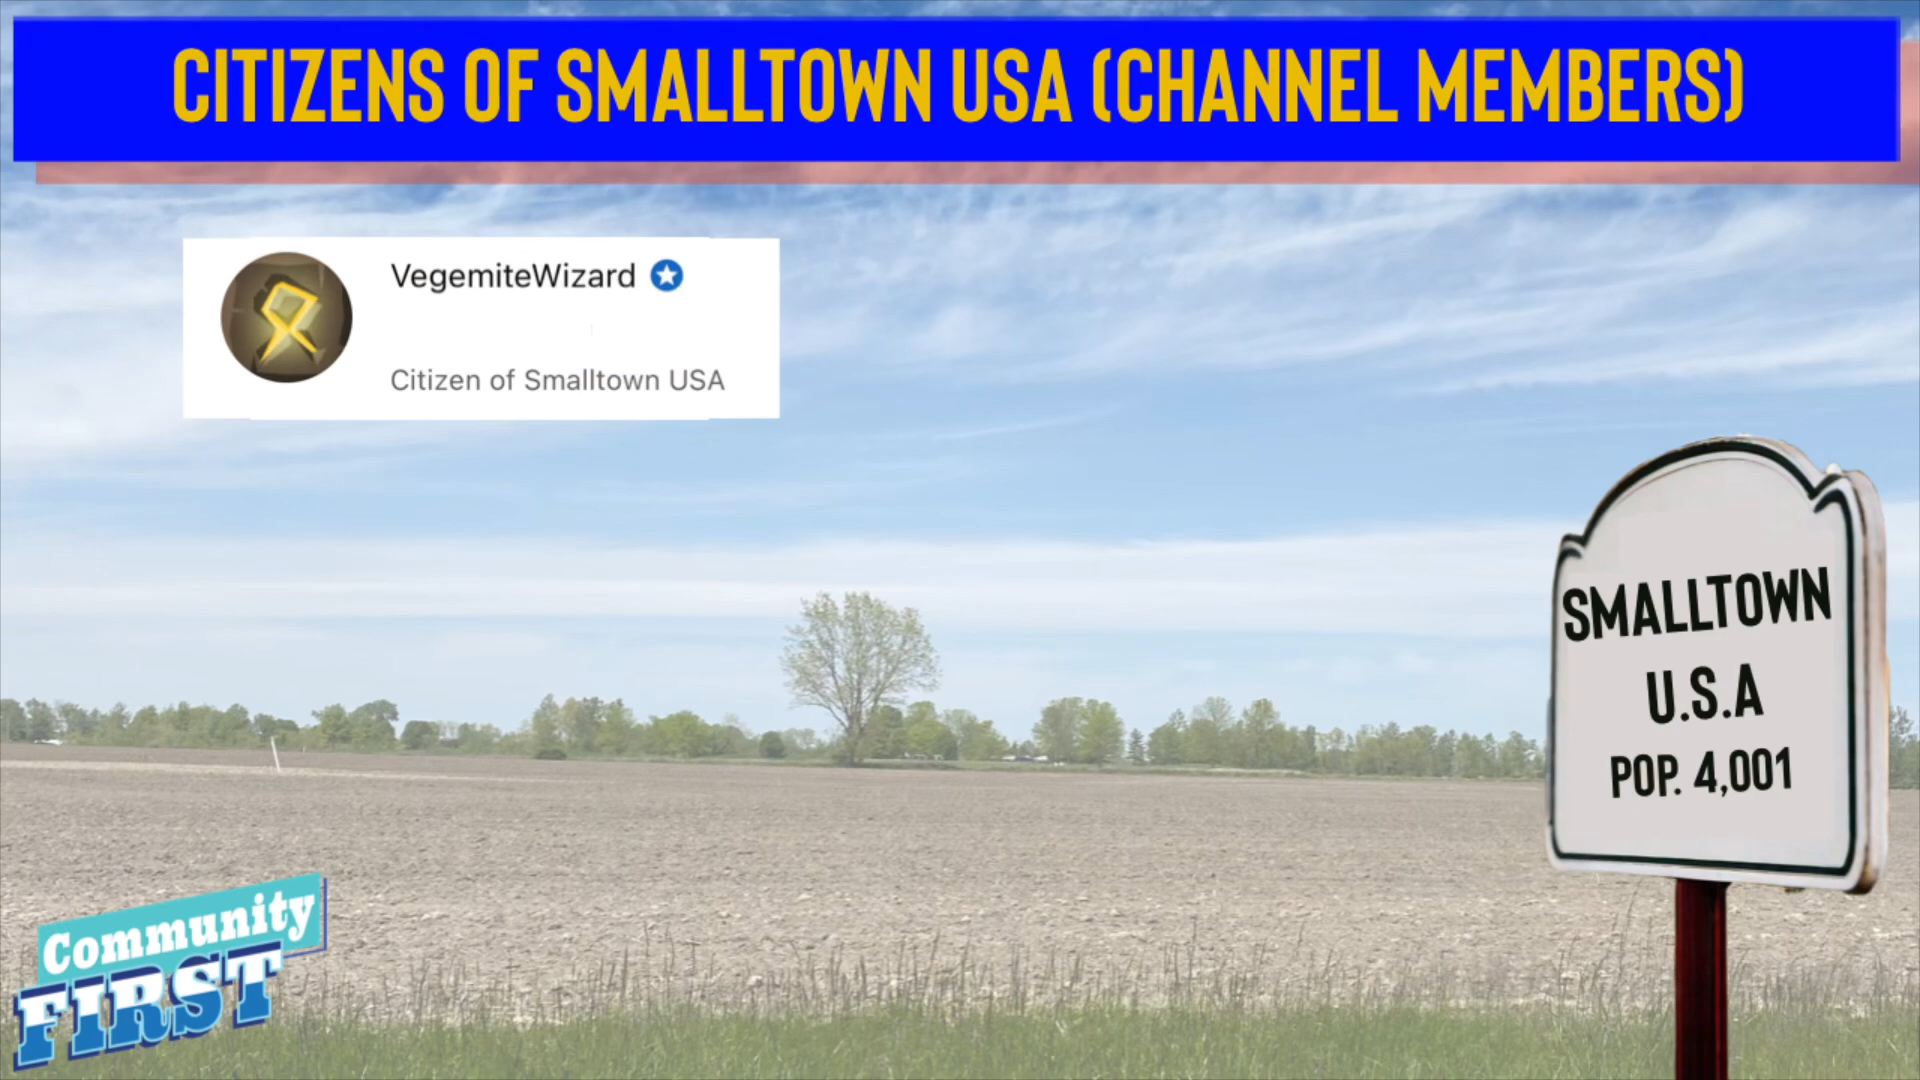 CITIZENS OF SMALLTOWN USA (CHANNEL MEMBERS)
VegemiteWizard
Citizen of Smalltown USA
SMALLTOWN
U.S.A
POP. 4,001
Community
FIRST